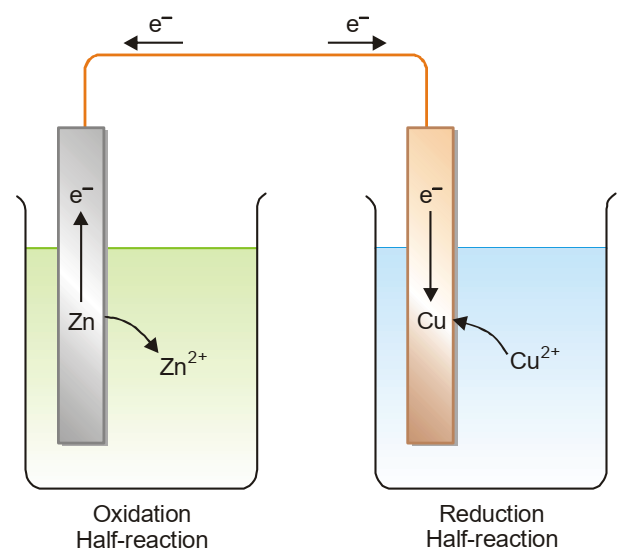 e⁻ e⁻
e⁻ e⁻
Zn Cu
Zn²⁺ Cu²⁺
Oxidation
Half-reaction
Reduction
Half-reaction